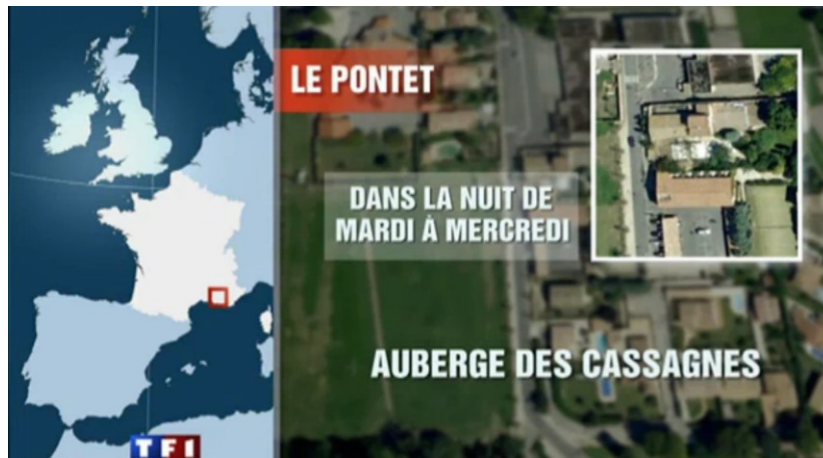 LE PONTET
DANS LA NUIT DE
MARDI À MERCREDI
AUBERGE DES CASSAGNES
TF1